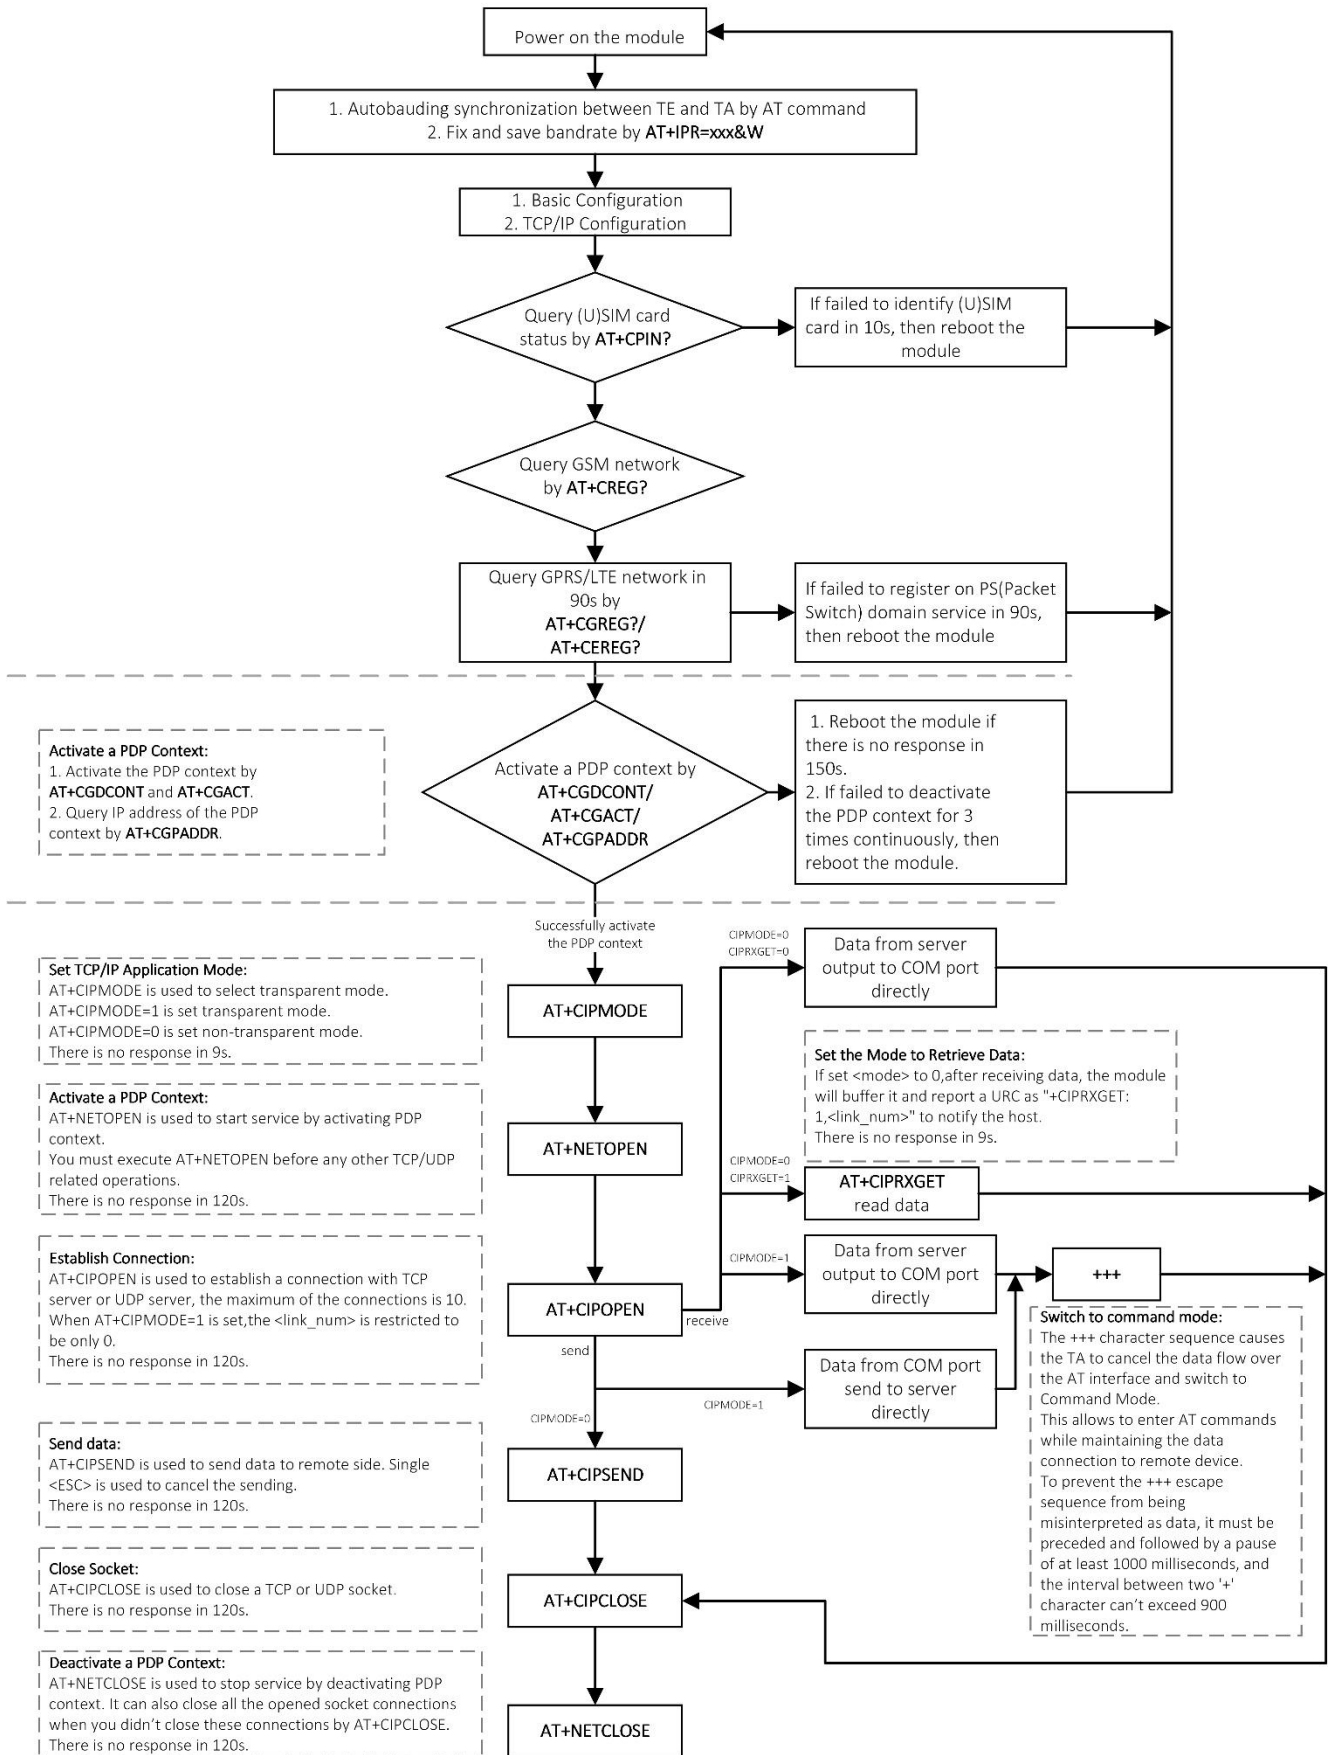 Power on the module
1. Autobauding synchronization between TE and TA by AT command
2. Fix and save bandrate by AT+IPR=xxx&W
1. Basic Configuration
2. TCP/IP Configuration
Query (U)SIM card
status by AT+CPIN?
If failed to identify (U)SIM
card in 10s, then reboot the
module
Query GSM network
by AT+CREG?
Query GPRS/LTE network in
90s by
AT+CGREG?/
AT+CEREG?
If failed to register on PS(Packet
Switch) domain service in 90s,
then reboot the module
Activate a PDP Context:
1. Activate the PDP context by
AT+CGDCONT and AT+CGACT.
2. Query IP address of the PDP
context by AT+CGPADDR.
Activate a PDP context by
AT+CGDCONT/
AT+CGACT/
AT+CGPADDR
1. Reboot the module if
there is no response in
150s.
2. If failed to deactivate
the PDP context for 3
times continuously, then
reboot the module.
Successfully activate
the PDP context
Set TCP/IP Application Mode:
AT+CIPMODE is used to select transparent mode.
AT+CIPMODE=1 is set transparent mode.
AT+CIPMODE=0 is set non-transparent mode.
There is no response in 9s.
AT+CIPMODE
CIPMODE=0
CIPRXGET=0
Data from server
output to COM port
directly
Set the Mode to Retrieve Data:
If set <mode> to 0,after receiving data, the module
will buffer it and report a URC as "+CIPRXGET:
1,<link_num>" to notify the host.
There is no response in 9s.
Activate a PDP Context:
AT+NETOPEN is used to start service by activating PDP
context.
You must execute AT+NETOPEN before any other TCP/UDP
related operations.
There is no response in 120s.
AT+NETOPEN
CIPMODE=0
CIPRXGET=1
AT+CIPRXGET
read data
Establish Connection:
AT+CIPOPEN is used to establish a connection with TCP
server or UDP server, the maximum of the connections is 10.
When AT+CIPMODE=1 is set,the <link_num> is restricted to
be only 0.
There is no response in 120s.
AT+CIPOPEN
receive
send
CIPMODE=1
Data from server
output to COM port
directly
+++
Switch to command mode:
The +++ character sequence causes
the TA to cancel the data flow over
the AT interface and switch to
Command Mode.
This allows to enter AT commands
while maintaining the data
connection to remote device.
To prevent the +++ escape
sequence from being
misinterpreted as data, it must be
preceded and followed by a pause
of at least 1000 milliseconds, and
the interval between two '+'
character can't exceed 900
milliseconds.
CIPMODE=1
Data from COM port
send to server
directly
CIPMODE=0
Send data:
AT+CIPSEND is used to send data to remote side. Single
<ESC> is used to cancel the sending.
There is no response in 120s.
AT+CIPSEND
Close Socket:
AT+CIPCLOSE is used to close a TCP or UDP socket.
There is no response in 120s.
AT+CIPCLOSE
Deactivate a PDP Context:
AT+NETCLOSE is used to stop service by deactivating PDP
context. It can also close all the opened socket connections
when you didn't close these connections by AT+CIPCLOSE.
There is no response in 120s.
AT+NETCLOSE